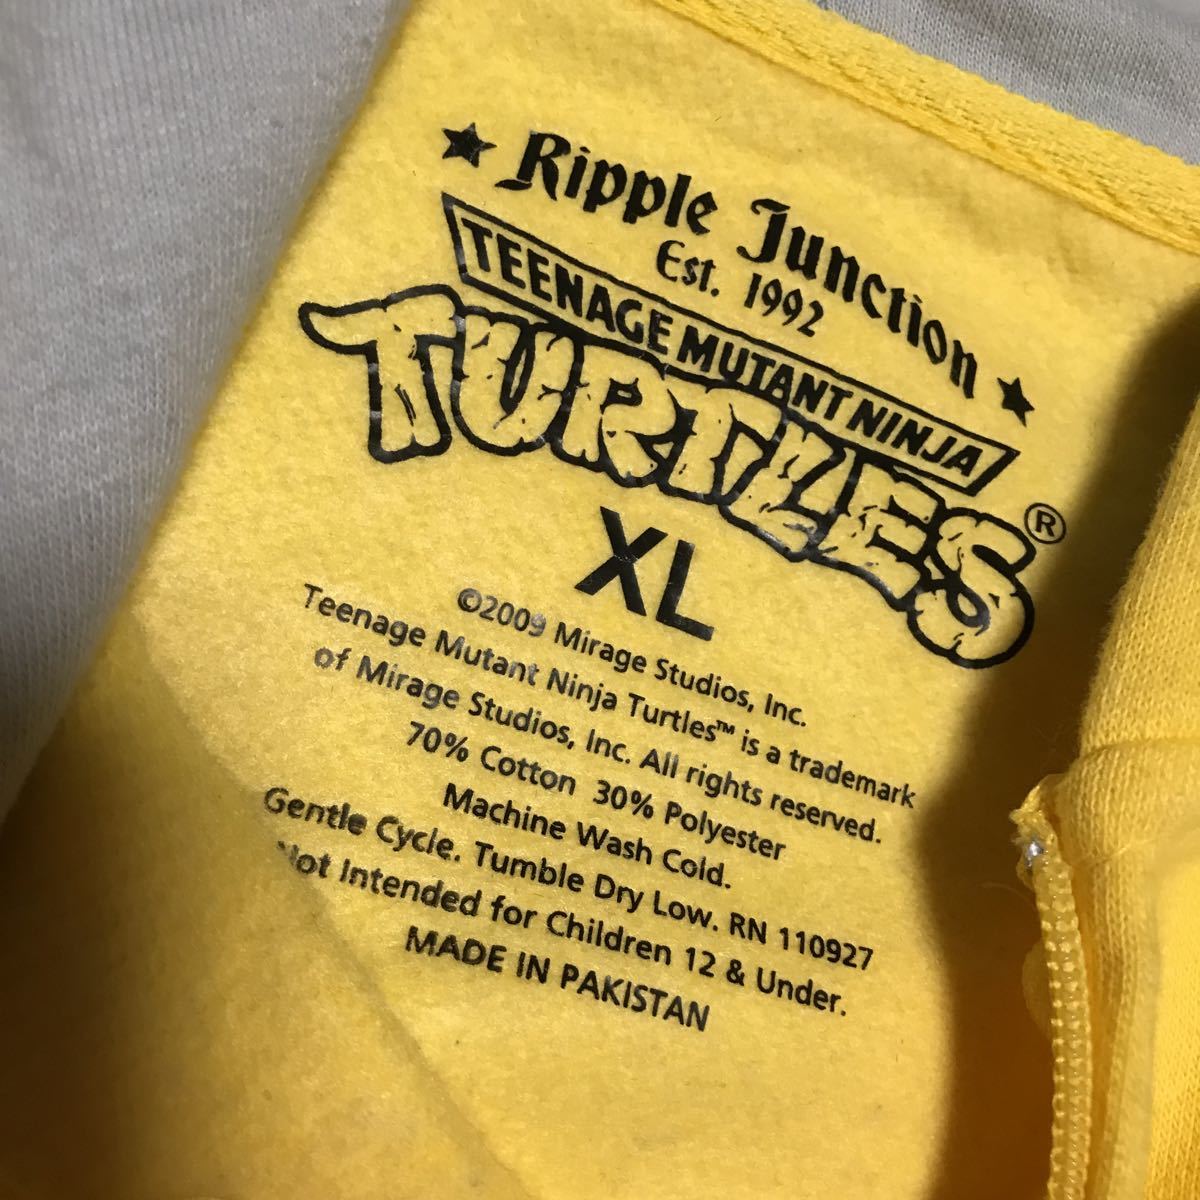 ★ Ripple Junction ★
Est. 1992
TEENAGE MUTANT NINJA
TURTLES®
XL
©2009 Mirage Studios, Inc.
Teenage Mutant Ninja Turtles™ is a trademark
of Mirage Studios, Inc. All rights reserved.
70% Cotton 30% Polyester
Machine Wash Cold.
Gentle Cycle. Tumble Dry Low. RN 110927
Not Intended for Children 12 & Under.
MADE IN PAKISTAN